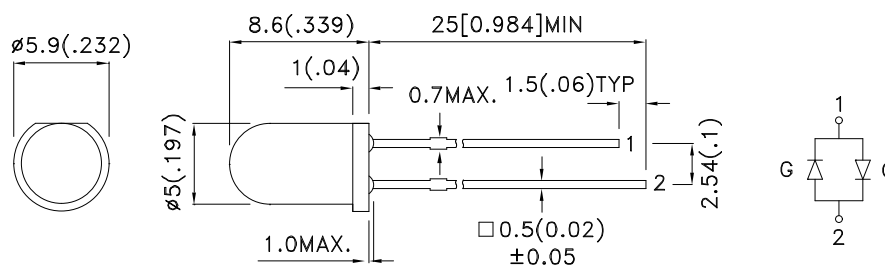 8.6(.339)
25[0.984]MIN
ø5.9(.232)
1(.04)
1.5(.06)TYP
0.7MAX.
1
ø5(.197)
1
2
2.54(.1)
G
□0.5(0.02)
±0.05
1.0MAX.
2